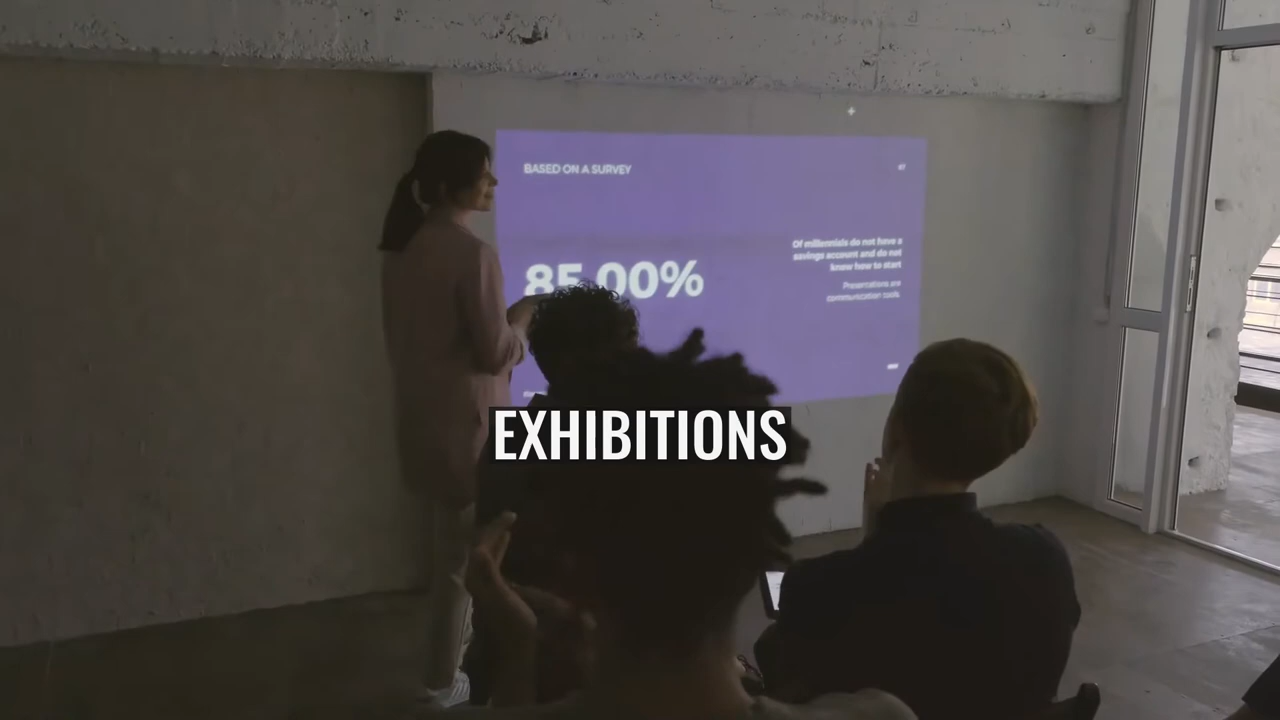 BASED ON A SURVEY
85.00%
Of millennials do not have a
savings account and do not
know how to start
Presentations are
communication tools
EXHIBITIONS